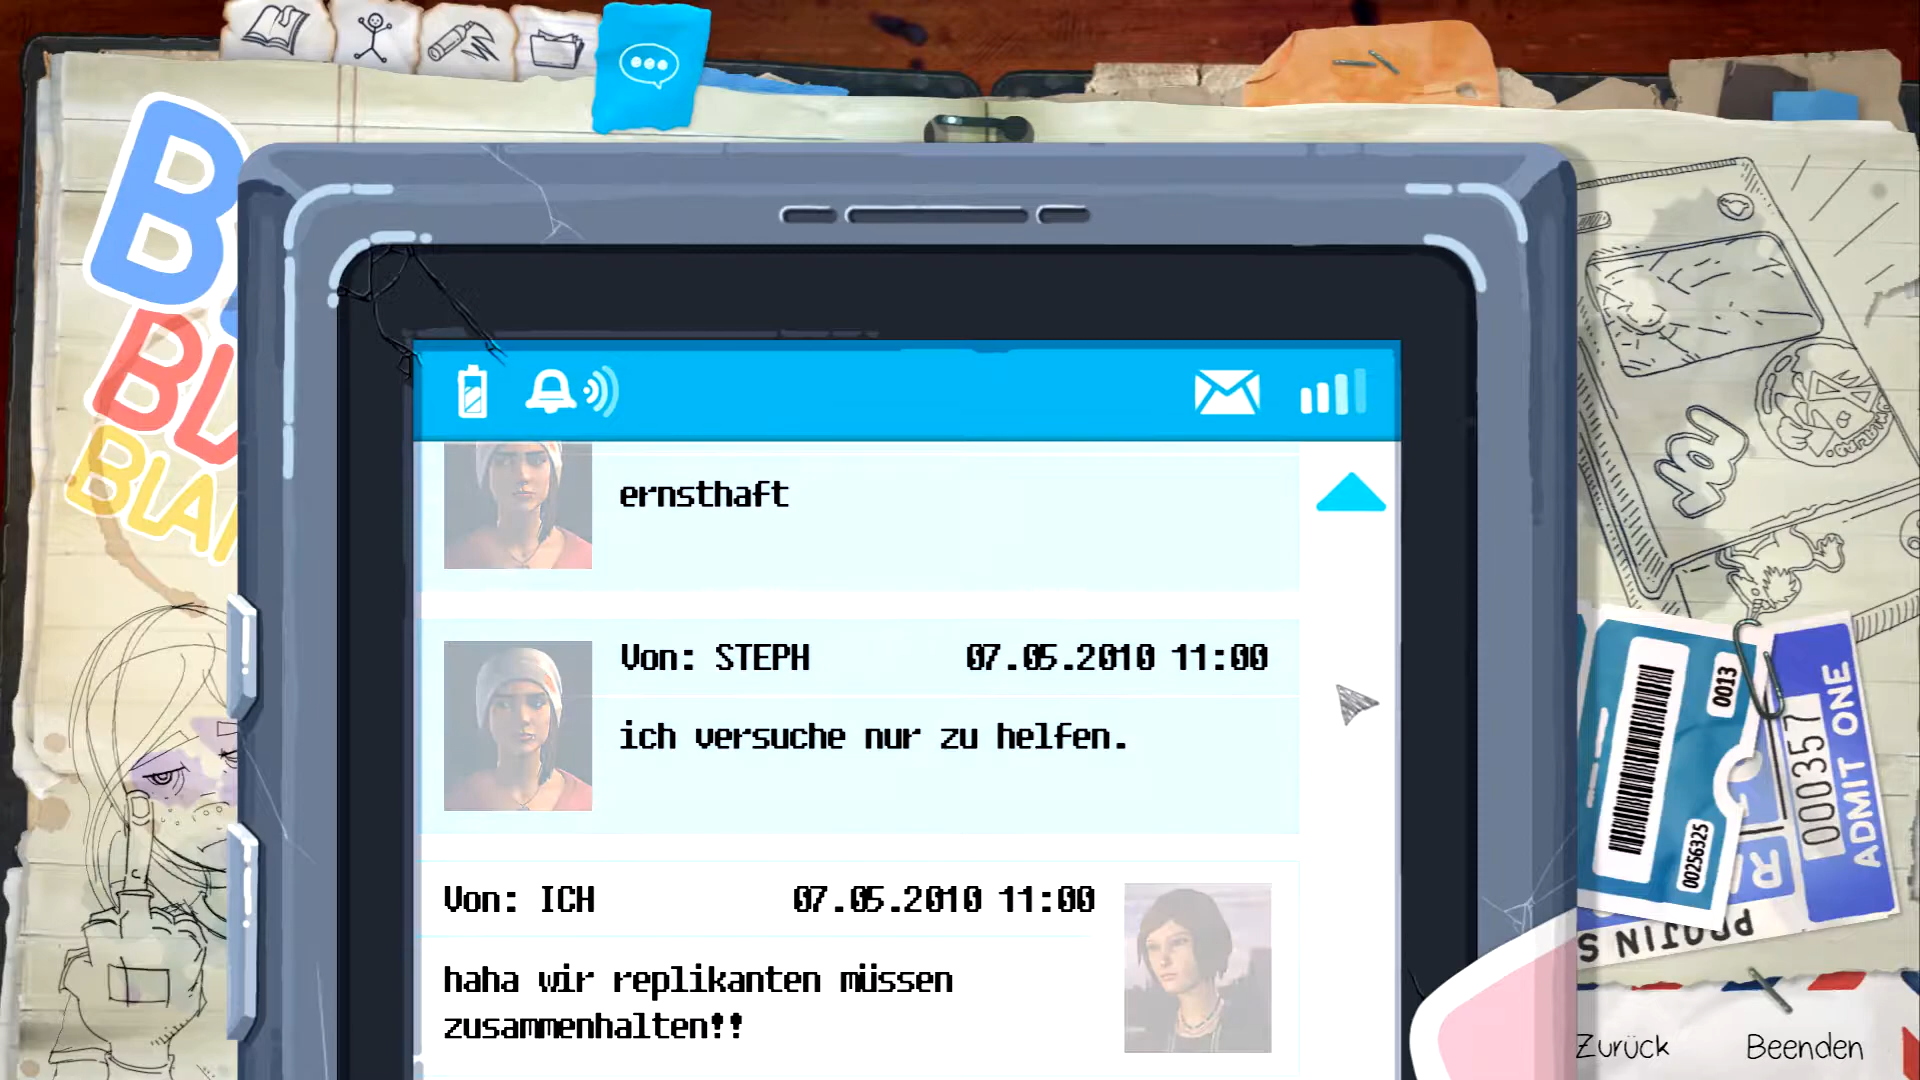 ernsthaft
Von: STEPH 07.05.2010 11:00
ich versuche nur zu helfen.
Von: ICH 07.05.2010 11:00
haha wir replikanten müssen
zusammenhalten!!
0013
00256325
000357
ADMIT ONE
Zurück
Beenden